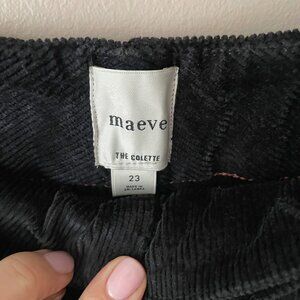 maeve
THE COLETTE
23
MADE IN
SRI LANKA